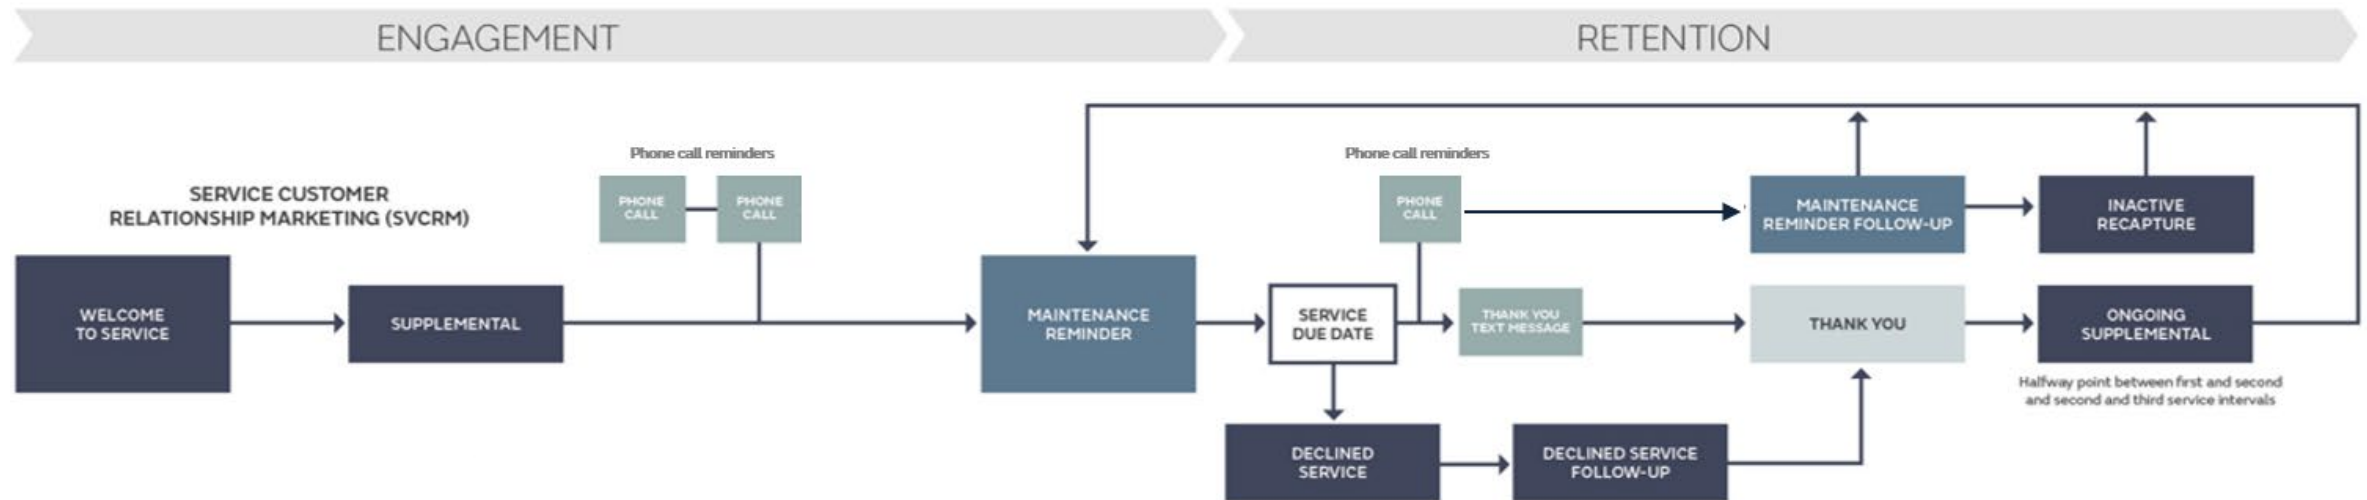 ENGAGEMENT
RETENTION
Phone call reminders
Phone call reminders
SERVICE CUSTOMER
RELATIONSHIP MARKETING (SVCRM)
PHONE
CALL
PHONE
CALL
PHONE
CALL
MAINTENANCE
REMINDER FOLLOW-UP
INACTIVE
RECAPTURE
WELCOME
TO SERVICE
SUPPLEMENTAL
MAINTENANCE
REMINDER
SERVICE
DUE DATE
THANK YOU
TEXT MESSAGE
THANK YOU
ONGOING
SUPPLEMENTAL
Halfway point between first and second
and second and third service intervals
DECLINED
SERVICE
DECLINED SERVICE
FOLLOW-UP